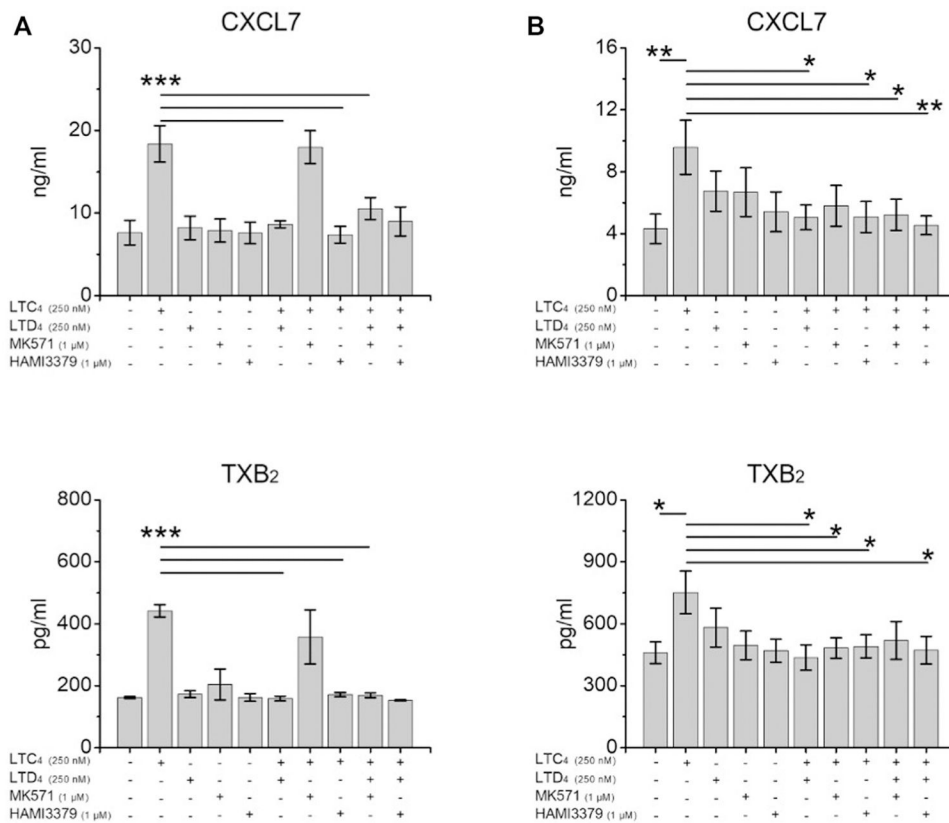 A
CXCL7
ng/ml
30
20
10
0
***
LTC₄ (250 nM) - + - - - + + + + +
LTD₄ (250 nM) - - + - - + - - + +
MK571 (1 µM) - - - + - - + - + -
HAMI3379 (1 µM) - - - - + - - + - +
B
CXCL7
ng/ml
16
12
8
4
0
**
*
*
*
**
LTC₄ (250 nM) - + - - - + + + + +
LTD₄ (250 nM) - - + - - + - - + +
MK571 (1 µM) - - - + - - + - + -
HAMI3379 (1 µM) - - - - + - - + - +
TXB₂
pg/ml
800
600
400
200
0
***
LTC₄ (250 nM) - + - - - + + + + +
LTD₄ (250 nM) - - + - - + - - + +
MK571 (1 µM) - - - + - - + - + -
HAMI3379 (1 µM) - - - - + - - + - +
TXB₂
pg/ml
1200
900
600
300
0
*
*
*
*
*
LTC₄ (250 nM) - + - - - + + + + +
LTD₄ (250 nM) - - + - - + - - + +
MK571 (1 µM) - - - + - - + - + -
HAMI3379 (1 µM) - - - - + - - + - +